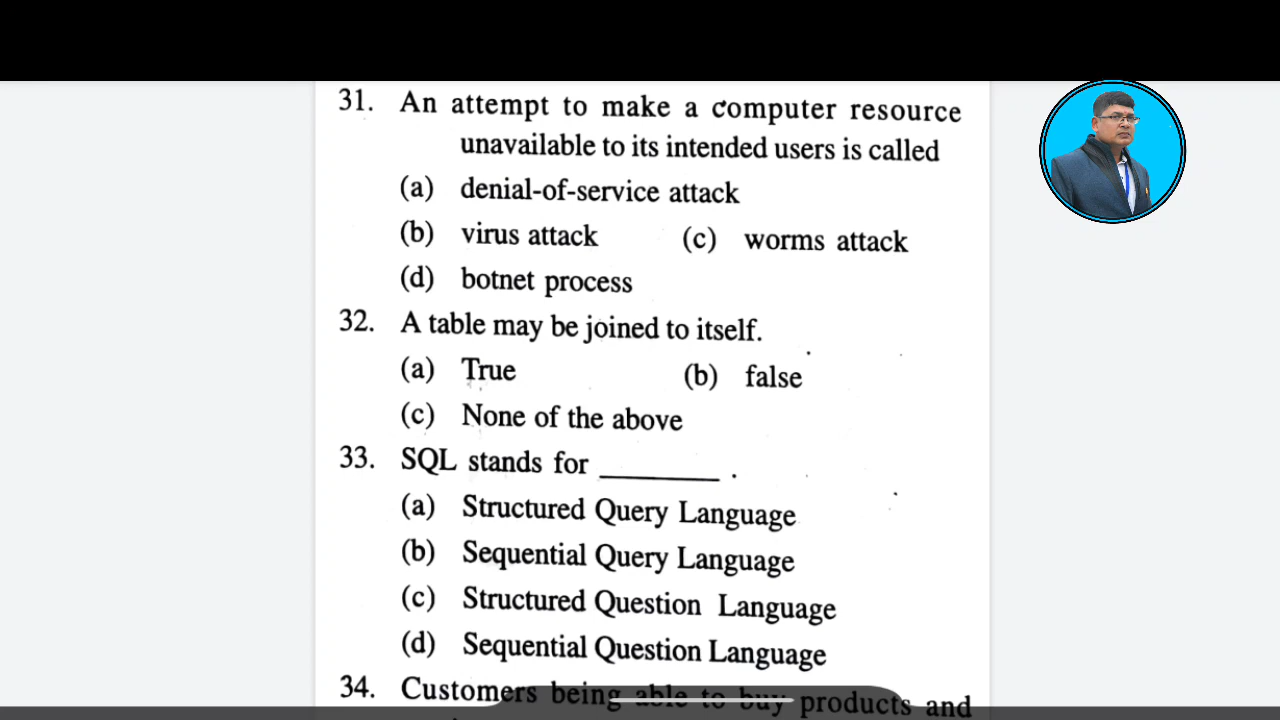 31. An attempt to make a computer resource
unavailable to its intended users is called
(a) denial-of-service attack
(b) virus attack (c) worms attack
(d) botnet process
32. A table may be joined to itself.
(a) True (b) false
(c) None of the above
33. SQL stands for ________ .
(a) Structured Query Language
(b) Sequential Query Language
(c) Structured Question Language
(d) Sequential Question Language
34. Customers being able to buy products and